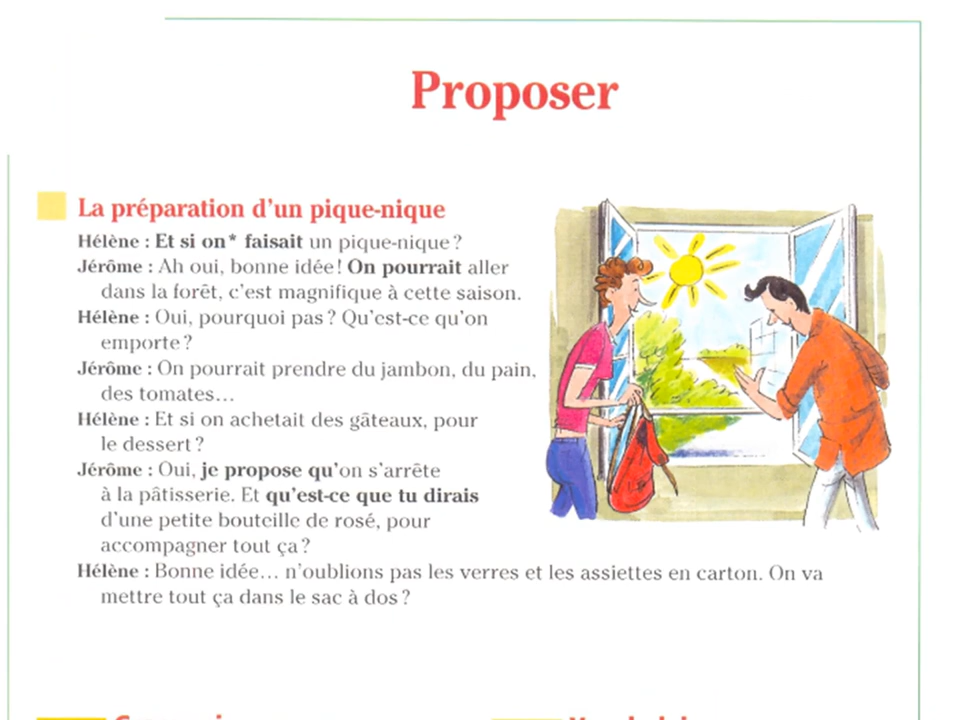 Proposer
La préparation d'un pique-nique
Hélène : Et si on* faisait un pique-nique ?
Jérôme : Ah oui, bonne idée ! On pourrait aller
dans la forêt, c'est magnifique à cette saison.
Hélène : Oui, pourquoi pas ? Qu'est-ce qu'on
emporte ?
Jérôme : On pourrait prendre du jambon, du pain,
des tomates…
Hélène : Et si on achetait des gâteaux, pour
le dessert ?
Jérôme : Oui, je propose qu'on s'arrête
à la pâtisserie. Et qu'est-ce que tu dirais
d'une petite bouteille de rosé, pour
accompagner tout ça ?
Hélène : Bonne idée… n'oublions pas les verres et les assiettes en carton. On va
mettre tout ça dans le sac à dos ?